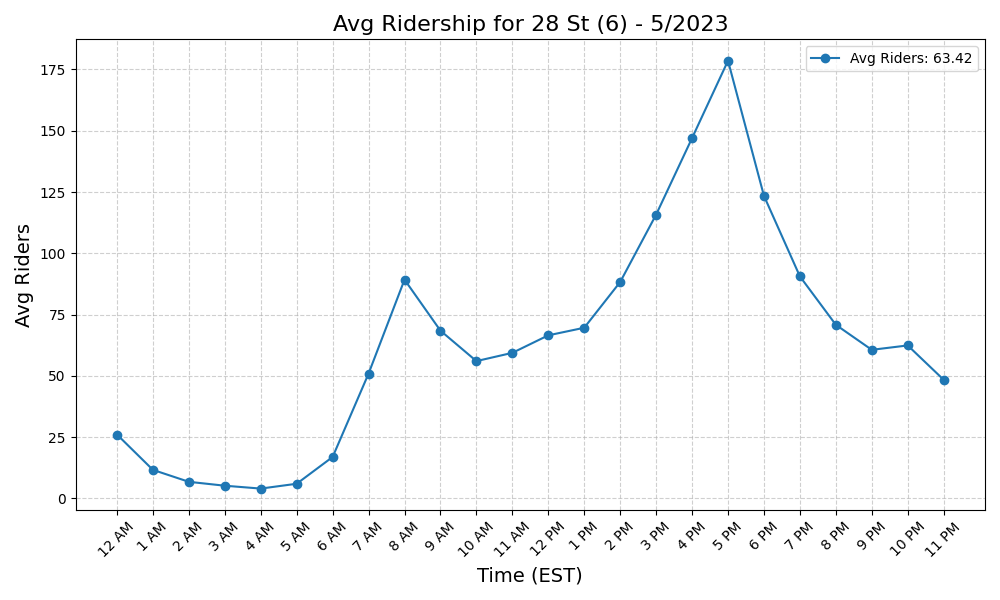 Avg Ridership for 28 St (6) - 5/2023
Avg Riders: 63.42
Avg Riders
175
150
125
100
75
50
25
0
12 AM
1 AM
2 AM
3 AM
4 AM
5 AM
6 AM
7 AM
8 AM
9 AM
10 AM
11 AM
12 PM
1 PM
2 PM
3 PM
4 PM
5 PM
6 PM
7 PM
8 PM
9 PM
10 PM
11 PM
Time (EST)